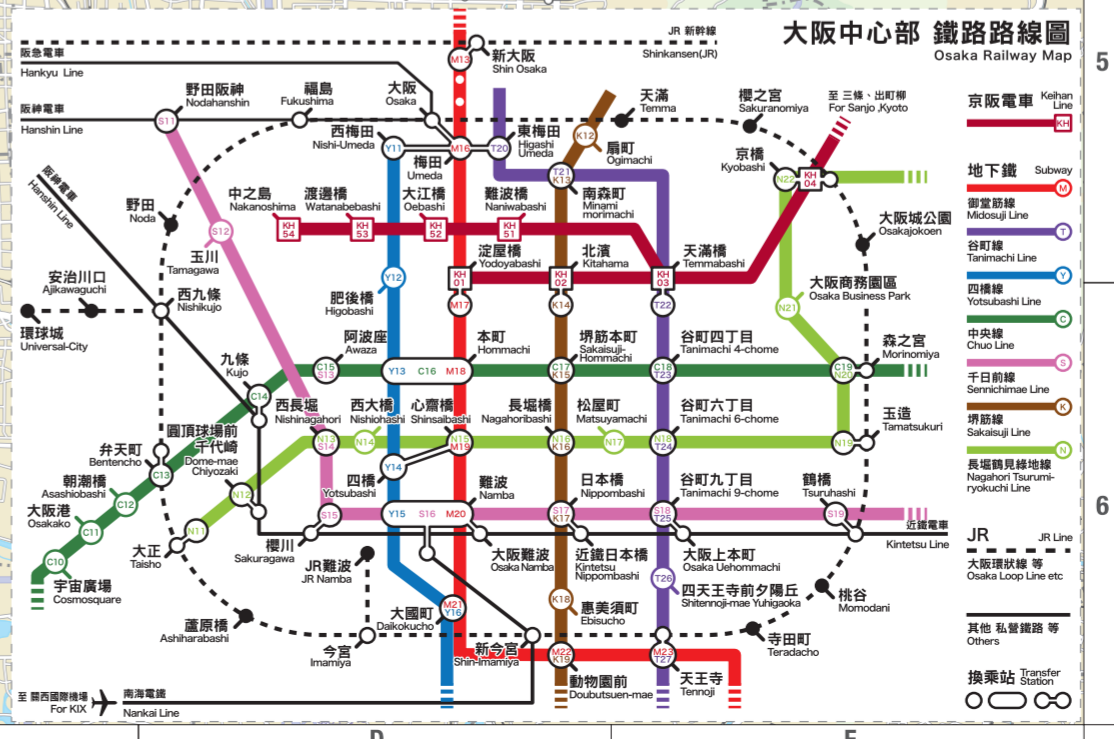 大阪中心部 鐵路路線圖
Osaka Railway Map
5
6
D
E
JR 新幹線
Shinkansen(JR)
阪急電車
Hankyu Line
阪神電車
Hanshin Line
阪神電車
Hanshin Line
M13
新大阪
Shin Osaka
野田阪神
Nodahanshin
S11
福島
Fukushima
大阪
Osaka
西梅田
Nishi-Umeda
Y11
M16
梅田
Umeda
T20
東梅田
Higashi
Umeda
K12
扇町
Ogimachi
天滿
Temma
櫻之宮
Sakuranomiya
至 三條、出町柳
For Sanjo ,Kyoto
京橋
Kyobashi
N22
KH
04
T21
K13
南森町
Minami
morimachi
中之島
Nakanoshima
KH
54
渡邊橋
Watanabebashi
KH
53
大江橋
Oebashi
KH
52
難波橋
Naniwabashi
KH
51
野田
Noda
S12
玉川
Tamagawa
大阪城公園
Osakajokoen
淀屋橋
Yodoyabashi
KH
01
M17
北濱
Kitahama
KH
02
K14
天滿橋
Temmabashi
KH
03
T22
Y12
肥後橋
Higobashi
安治川口
Ajikawaguchi
西九條
Nishikujo
環球城
Universal-City
大阪商務園區
Osaka Business Park
N21
阿波座
Awaza
C15
S13
Y13
C16
M18
本町
Hommachi
堺筋本町
Sakaisuji-
Hommachi
C17
K15
谷町四丁目
Tanimachi 4-chome
C18
T23
森之宮
Morinomiya
C19
N20
九條
Kujo
C14
西長堀
Nishinagahori
N13
S14
西大橋
Nishiohashi
N14
心齋橋
Shinsaibashi
N15
M19
長堀橋
Nagahoribashi
N16
K16
松屋町
Matsuyamachi
N17
谷町六丁目
Tanimachi 6-chome
N18
T24
玉造
Tamatsukuri
N19
圓頂球場前
千代崎
Dome-mae
Chiyozaki
N12
弁天町
Bentencho
C13
朝潮橋
Asashiobashi
C12
大阪港
Osakako
C11
C10
宇宙廣場
Cosmosquare
N11
大正
Taisho
Y14
四橋
Yotsubashi
S15
櫻川
Sakuragawa
Y15
S16
M20
難波
Namba
大阪難波
Osaka Namba
日本橋
Nippombashi
S17
K17
近鐵日本橋
Kintetsu
Nippombashi
谷町九丁目
Tanimachi 9-chome
S18
T25
大阪上本町
Osaka Uehommachi
鶴橋
Tsuruhashi
S19
近鐵電車
Kintetsu Line
JR難波
JR Namba
T26
四天王寺前夕陽丘
Shitennoji-mae Yuhigaoka
桃谷
Momodani
K18
惠美須町
Ebisucho
大國町
Daikokucho
M21
Y16
蘆原橋
Ashiharabashi
今宮
Imamiya
新今宮
Shin-Imamiya
M22
K19
動物園前
Doubutsuen-mae
M23
T27
天王寺
Tennoji
寺田町
Teradacho
至 關西國際機場
For KIX
南海電鐵
Nankai Line
京阪電車
Keihan
Line
KH
地下鐵
Subway
M
御堂筋線
Midosuji Line
T
谷町線
Tanimachi Line
Y
四橋線
Yotsubashi Line
C
中央線
Chuo Line
S
千日前線
Sennichimae Line
K
堺筋線
Sakaisuji Line
N
長堀鶴見綠地線
Nagahori Tsurumi-
ryokuchi Line
JR
JR Line
大阪環狀線 等
Osaka Loop Line etc
其他 私營鐵路 等
Others
換乘站
Transfer
Station